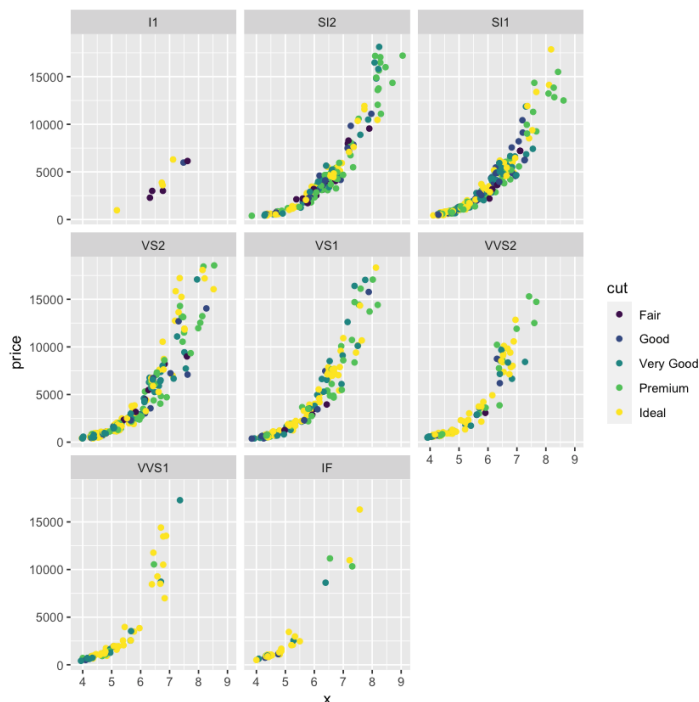 I1
SI2
SI1
15000
10000
5000
0
VS2
VS1
VVS2
15000
10000
5000
0
4 5 6 7 8 9
VVS1
IF
15000
10000
5000
0
4 5 6 7 8 9
4 5 6 7 8 9
x
price
cut
Fair
Good
Very Good
Premium
Ideal